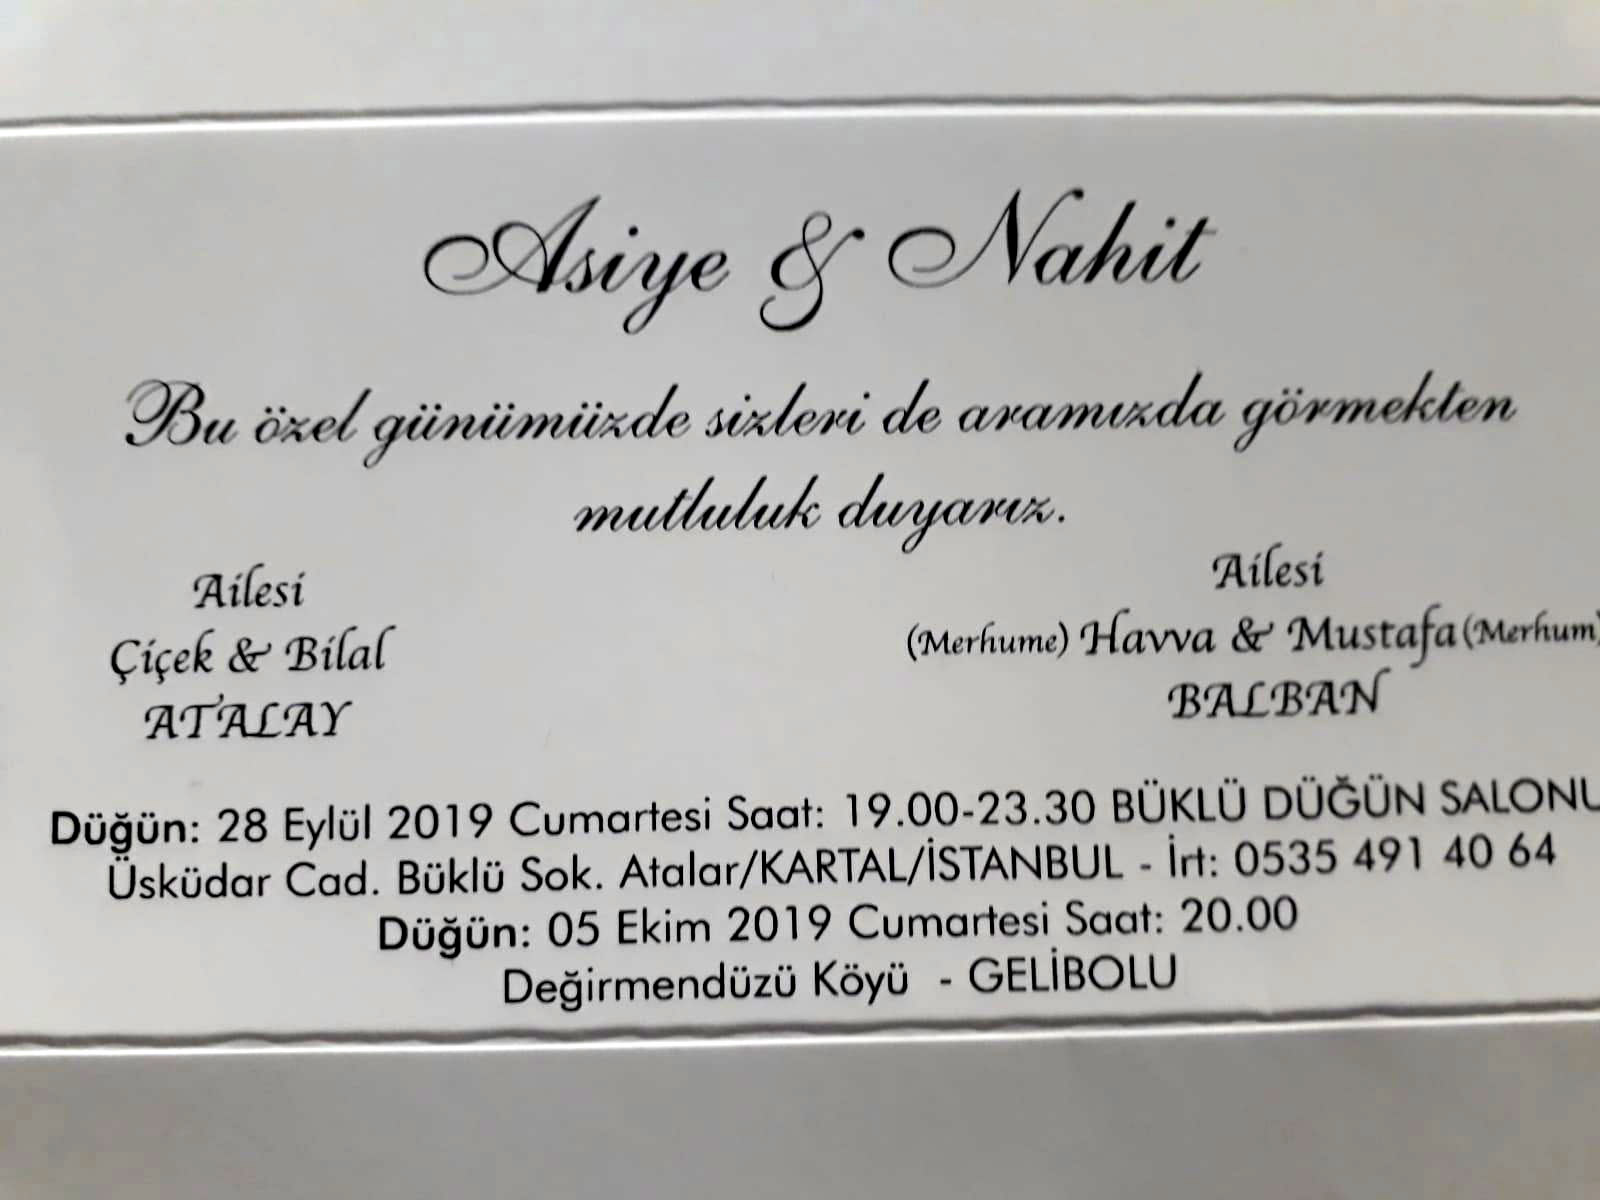 Asiye & Nahit
Bu özel günümüzde sizleri de aramızda görmekten
mutluluk duyarız.
Ailesi
Çiçek & Bilal
ATALAY
Ailesi
(Merhume) Havva & Mustafa (Merhum)
BALBAN
Düğün: 28 Eylül 2019 Cumartesi Saat: 19.00-23.30 BÜKLÜ DÜĞÜN SALONU
Üsküdar Cad. Büklü Sok. Atalar/KARTAL/İSTANBUL - İrt: 0535 491 40 64
Düğün: 05 Ekim 2019 Cumartesi Saat: 20.00
Değirmendüzü Köyü - GELİBOLU